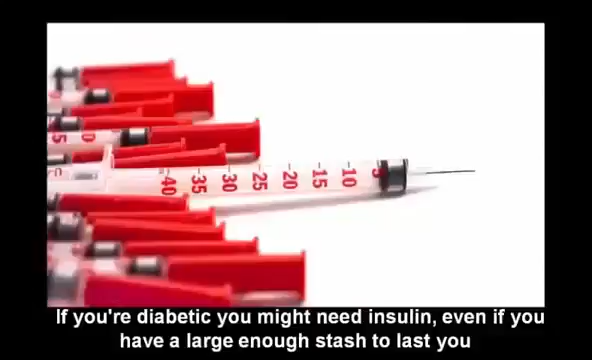 -40 -35 -30 -25 -20 -15 -10
If you're diabetic you might need insulin, even if you
have a large enough stash to last you